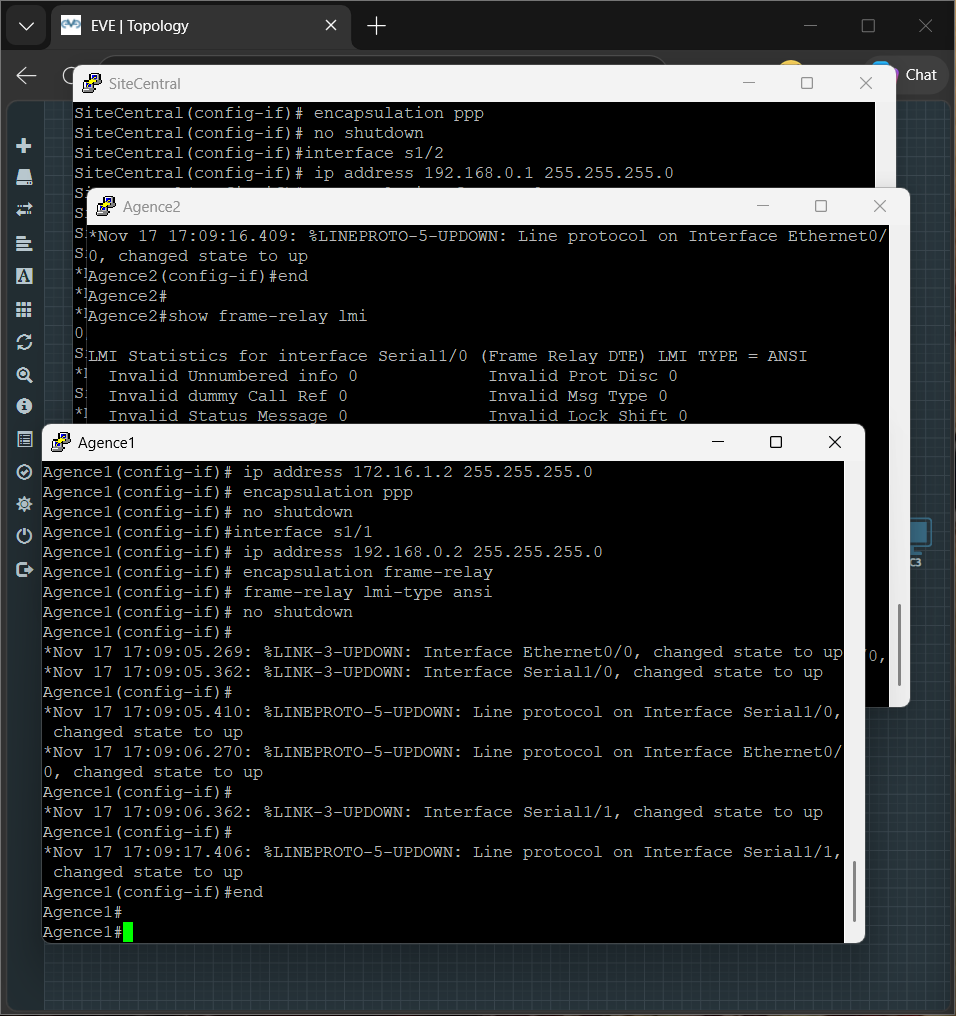 EVE | Topology
Chat
SiteCentral
SiteCentral(config-if)# encapsulation ppp
SiteCentral(config-if)# no shutdown
SiteCentral(config-if)#interface s1/2
SiteCentral(config-if)# ip address 192.168.0.1 255.255.255.0
Agence2
*Nov 17 17:09:16.409: %LINEPROTO-5-UPDOWN: Line protocol on Interface Ethernet0/
0, changed state to up
Agence2(config-if)#end
Agence2#
Agence2#show frame-relay lmi
LMI Statistics for interface Serial1/0 (Frame Relay DTE) LMI TYPE = ANSI
Invalid Unnumbered info 0 Invalid Prot Disc 0
Invalid dummy Call Ref 0 Invalid Msg Type 0
Invalid Status Message 0 Invalid Lock Shift 0
Agence1
Agence1(config-if)# ip address 172.16.1.2 255.255.255.0
Agence1(config-if)# encapsulation ppp
Agence1(config-if)# no shutdown
Agence1(config-if)#interface s1/1
Agence1(config-if)# ip address 192.168.0.2 255.255.255.0
Agence1(config-if)# encapsulation frame-relay
Agence1(config-if)# frame-relay lmi-type ansi
Agence1(config-if)# no shutdown
Agence1(config-if)#
*Nov 17 17:09:05.269: %LINK-3-UPDOWN: Interface Ethernet0/0, changed state to up
*Nov 17 17:09:05.362: %LINK-3-UPDOWN: Interface Serial1/0, changed state to up
Agence1(config-if)#
*Nov 17 17:09:05.410: %LINEPROTO-5-UPDOWN: Line protocol on Interface Serial1/0,
changed state to up
*Nov 17 17:09:06.270: %LINEPROTO-5-UPDOWN: Line protocol on Interface Ethernet0/
0, changed state to up
Agence1(config-if)#
*Nov 17 17:09:06.362: %LINK-3-UPDOWN: Interface Serial1/1, changed state to up
Agence1(config-if)#
*Nov 17 17:09:17.406: %LINEPROTO-5-UPDOWN: Line protocol on Interface Serial1/1,
changed state to up
Agence1(config-if)#end
Agence1#
Agence1#